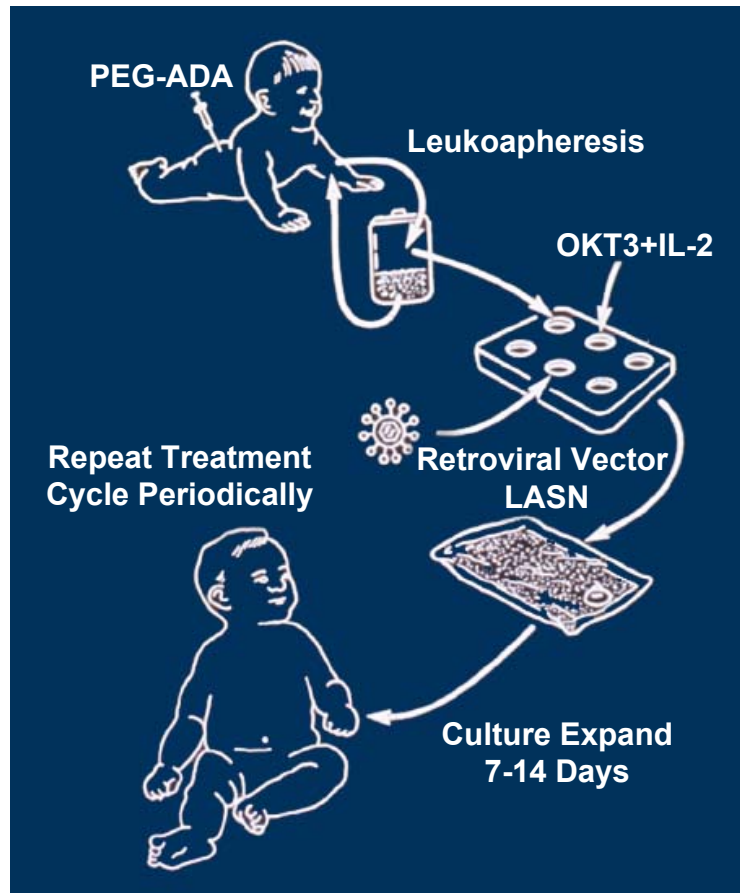 PEG-ADA
Leukoapheresis
OKT3+IL-2
Retroviral Vector
LASN
Repeat Treatment
Cycle Periodically
Culture Expand
7-14 Days